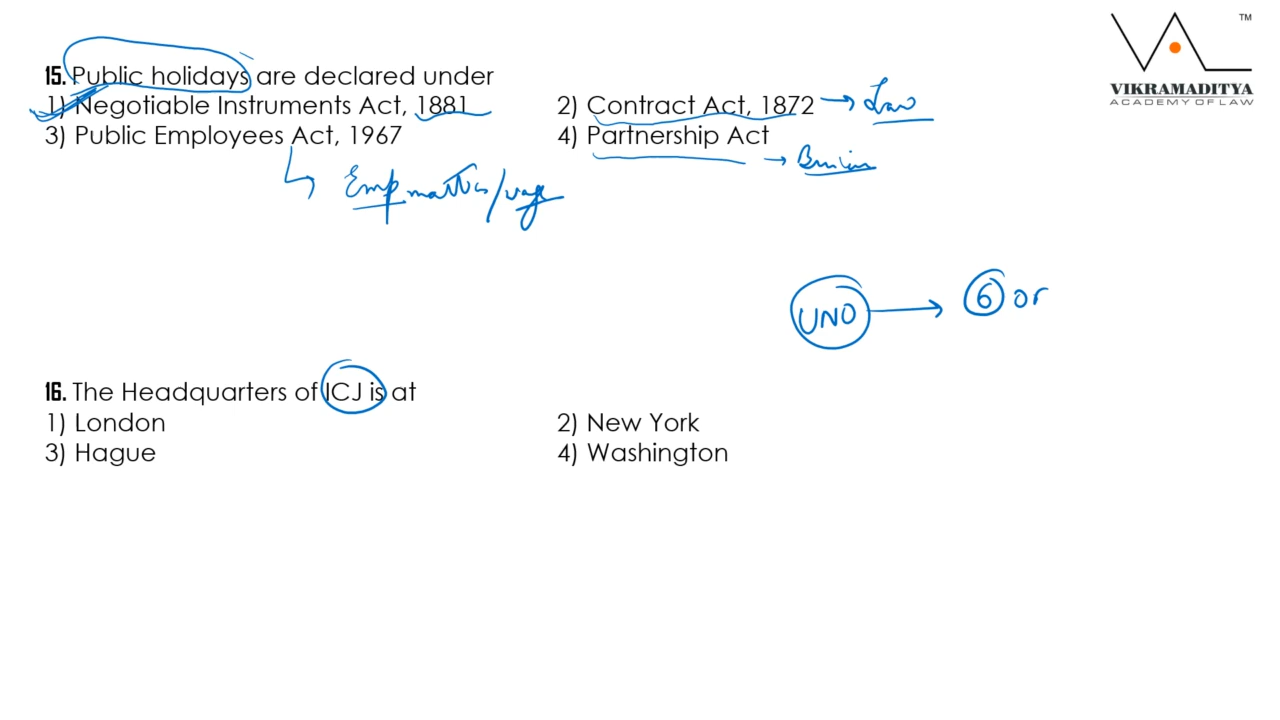 TM
VIKRAMADITYA
ACADEMY OF LAW
15. Public holidays are declared under
1) Negotiable Instruments Act, 1881
2) Contract Act, 1872 → Law
3) Public Employees Act, 1967
4) Partnership Act
Emp matters/wage
UNO → 6 or
16. The Headquarters of ICJ is at
1) London
2) New York
3) Hague
4) Washington